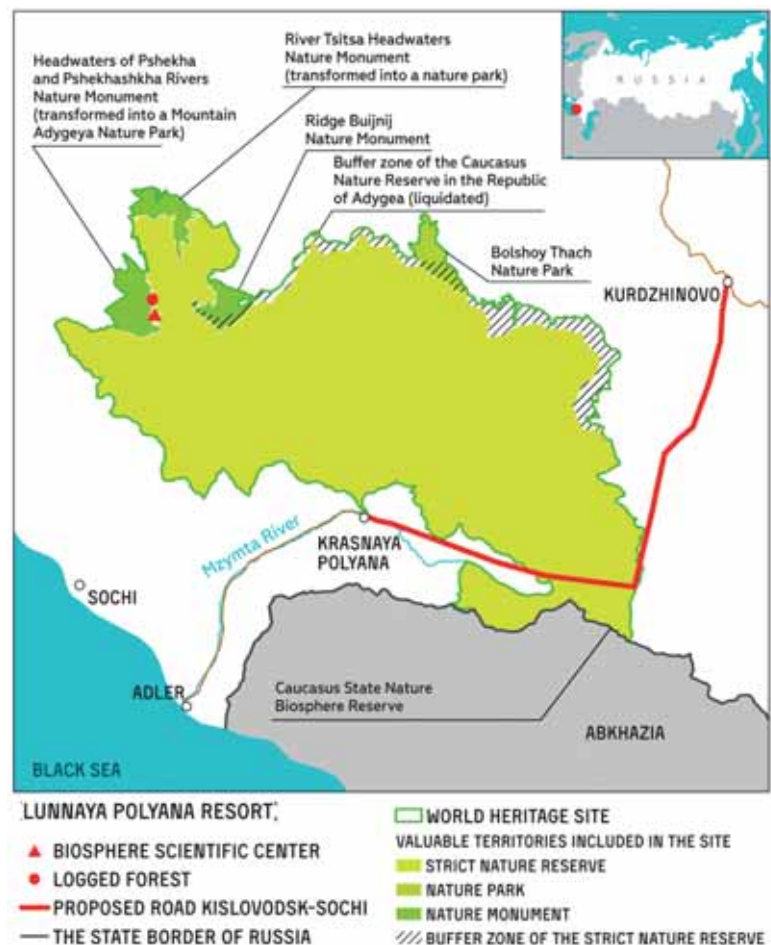 Headwaters of Pshekha
and Pshekhashkha Rivers
Nature Monument
(transformed into a Mountain
Adygeya Nature Park)
River Tsitsa Headwaters
Nature Monument
(transformed into a nature park)
Ridge Buijnij
Nature Monument
Buffer zone of the Caucasus
Nature Reserve in the Republic
of Adygea (liquidated)
Bolshoy Thach
Nature Park
RUSSIA
KURDZHINOVO
Mzymta River
KRASNAYA
POLYANA
SOCHI
ADLER
Caucasus State Nature
Biosphere Reserve
ABKHAZIA
BLACK SEA
LUNNAYA POLYANA RESORT:
BIOSPHERE SCIENTIFIC CENTER
LOGGED FOREST
PROPOSED ROAD KISLOVODSK-SOCHI
THE STATE BORDER OF RUSSIA
WORLD HERITAGE SITE
VALUABLE TERRITORIES INCLUDED IN THE SITE
STRICT NATURE RESERVE
NATURE PARK
NATURE MONUMENT
BUFFER ZONE OF THE STRICT NATURE RESERVE